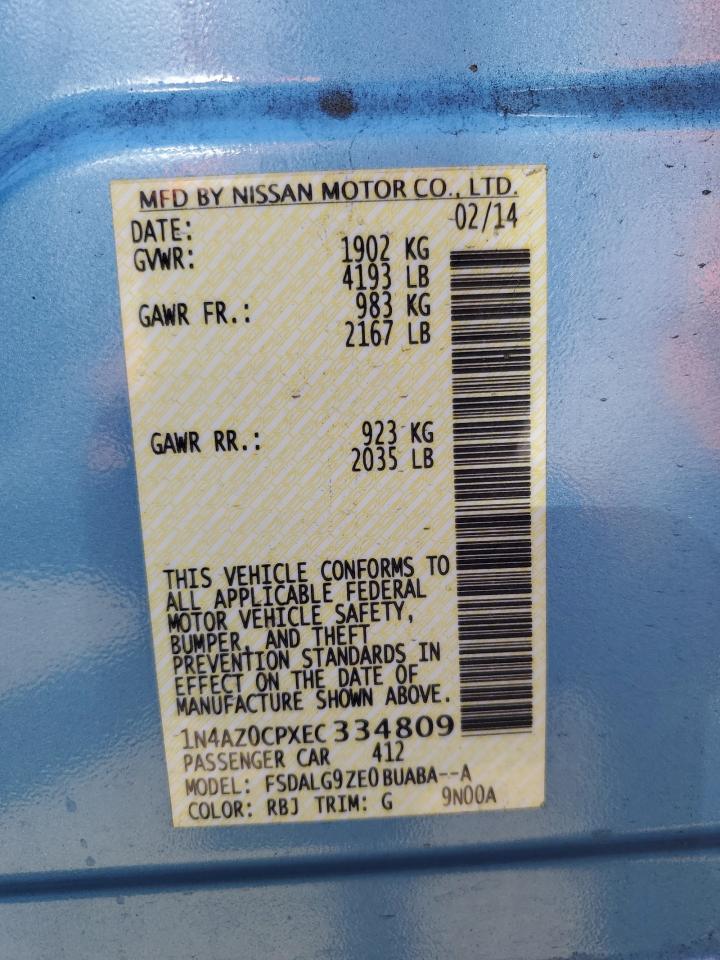 MFD BY NISSAN MOTOR CO., LTD.
DATE: 02/14
GVWR: 1902 KG
4193 LB
GAWR FR.: 983 KG
2167 LB
GAWR RR.: 923 KG
2035 LB
THIS VEHICLE CONFORMS TO
ALL APPLICABLE FEDERAL
MOTOR VEHICLE SAFETY,
BUMPER, AND THEFT
PREVENTION STANDARDS IN
EFFECT ON THE DATE OF
MANUFACTURE SHOWN ABOVE.
1N4AZ0CPXEC334809
PASSENGER CAR 412
MODEL: FSDALG9ZE0BUABA--A
COLOR: RBJ TRIM: G 9N00A